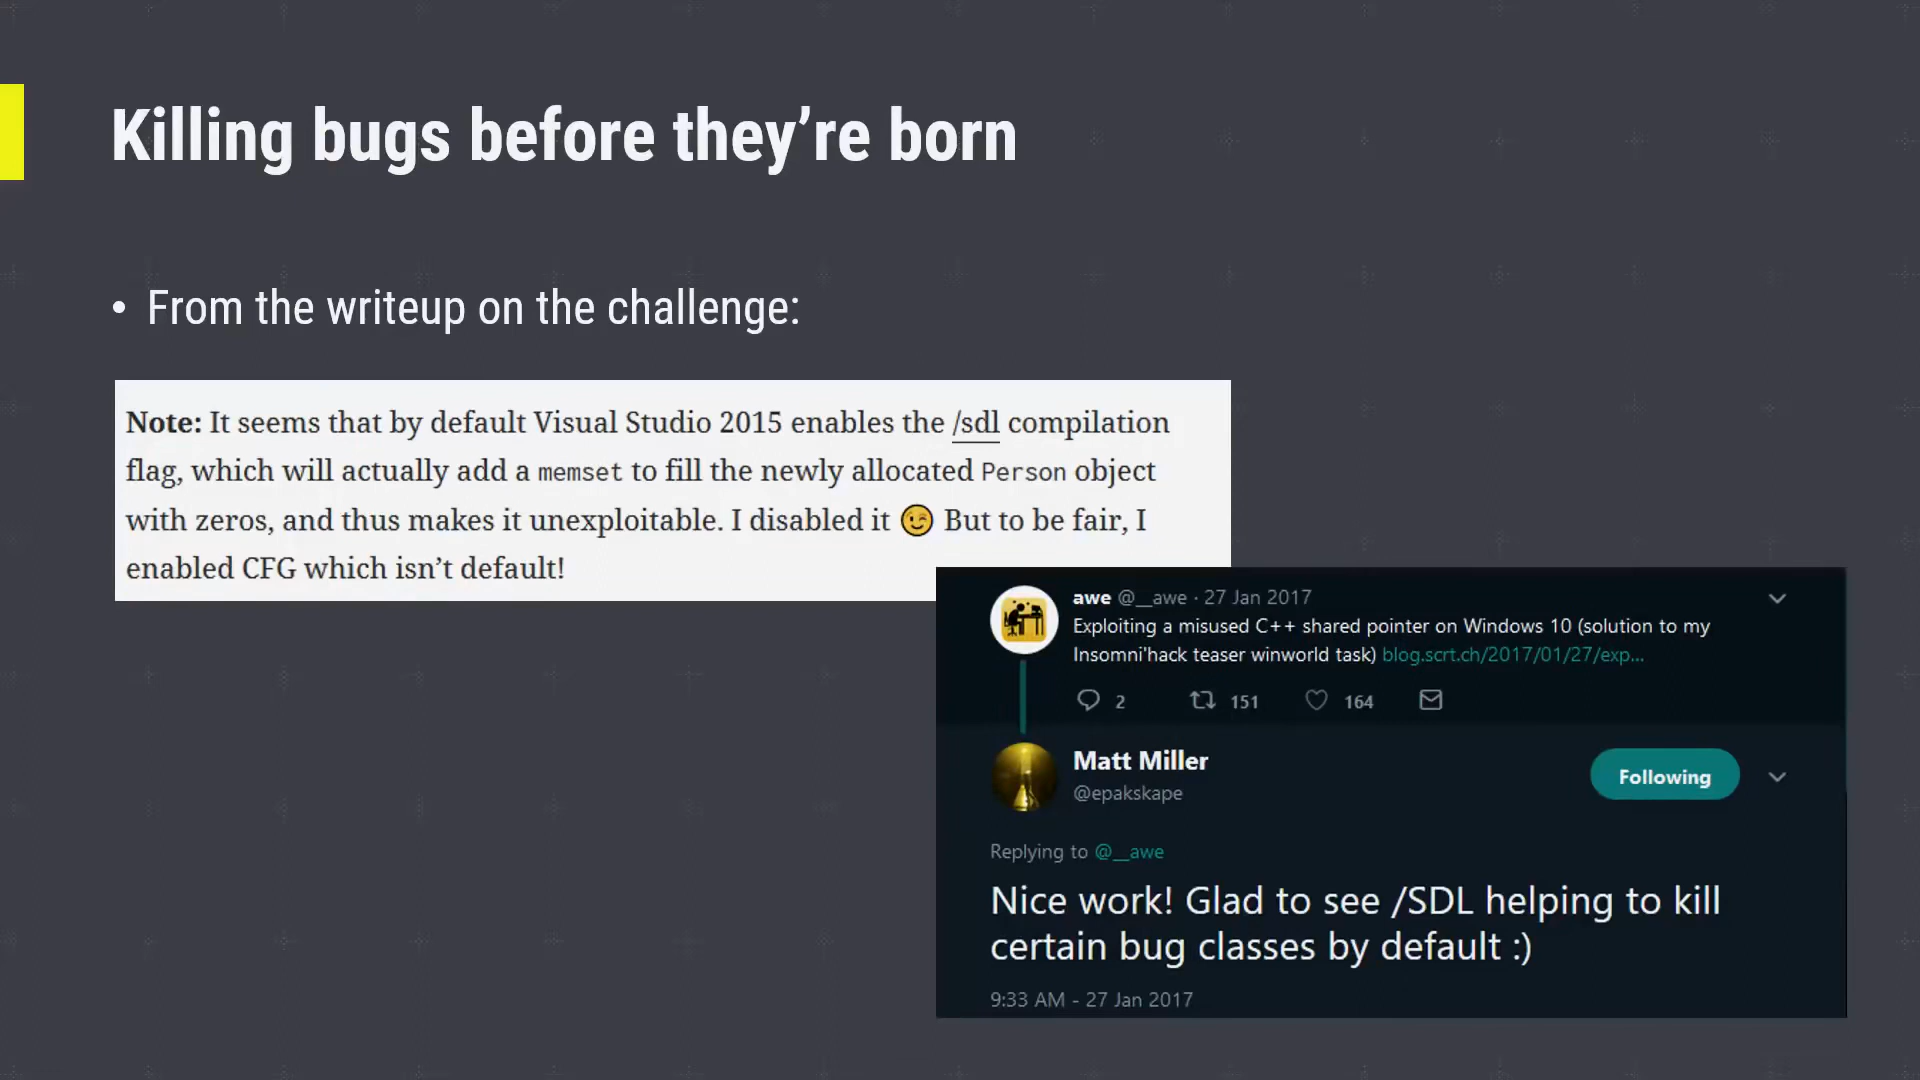 Killing bugs before they’re born
• From the writeup on the challenge:
Note: It seems that by default Visual Studio 2015 enables the /sdl compilation
flag, which will actually add a memset to fill the newly allocated Person object
with zeros, and thus makes it unexploitable. I disabled it 😉 But to be fair, I
enabled CFG which isn’t default!
awe @__awe · 27 Jan 2017
Exploiting a misused C++ shared pointer on Windows 10 (solution to my
Insomni'hack teaser winworld task) blog.scrt.ch/2017/01/27/exp...
2 151 164
Matt Miller
@epakskape
Following
Replying to @__awe
Nice work! Glad to see /SDL helping to kill
certain bug classes by default :)
9:33 AM - 27 Jan 2017